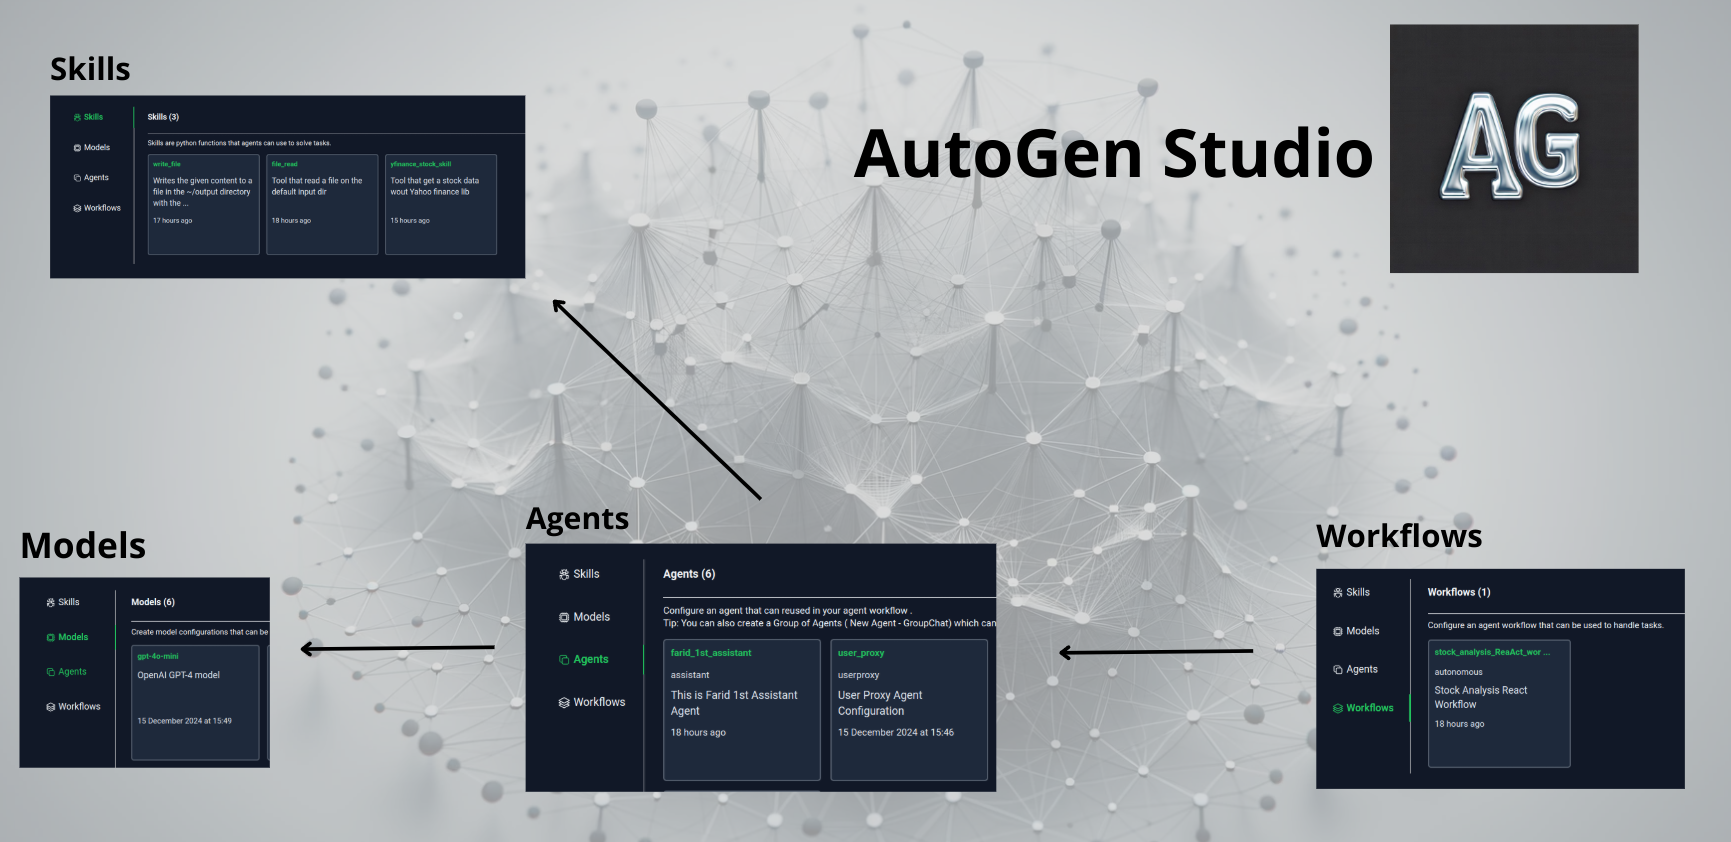 Skills
Skills
Models
Agents
Workflows
Skills (3)
Skills are python functions that agents can use to solve tasks.
write_file
Writes the given content to a
file in the ~/output directory
with the ...
17 hours ago
file_read
Tool that read a file on the
default input dir
18 hours ago
yfinance_stock_skill
Tool that get a stock data
wout Yahoo finance lib
15 hours ago
AutoGen Studio
AG
Models
Skills
Models
Agents
Workflows
Models (6)
Create model configurations that can be
gpt-4o-mini
OpenAI GPT-4 model
15 December 2024 at 15:49
Agents
Skills
Models
Agents
Workflows
Agents (6)
Configure an agent that can reused in your agent workflow .
Tip: You can also create a Group of Agents ( New Agent - GroupChat) which can
farid_1st_assistant
assistant
This is Farid 1st Assistant
Agent
18 hours ago
user_proxy
userproxy
User Proxy Agent
Configuration
15 December 2024 at 15:46
Workflows
Skills
Models
Agents
Workflows
Workflows (1)
Configure an agent workflow that can be used to handle tasks.
stock_analysis_ReaAct_wor ...
autonomous
Stock Analysis React
Workflow
18 hours ago